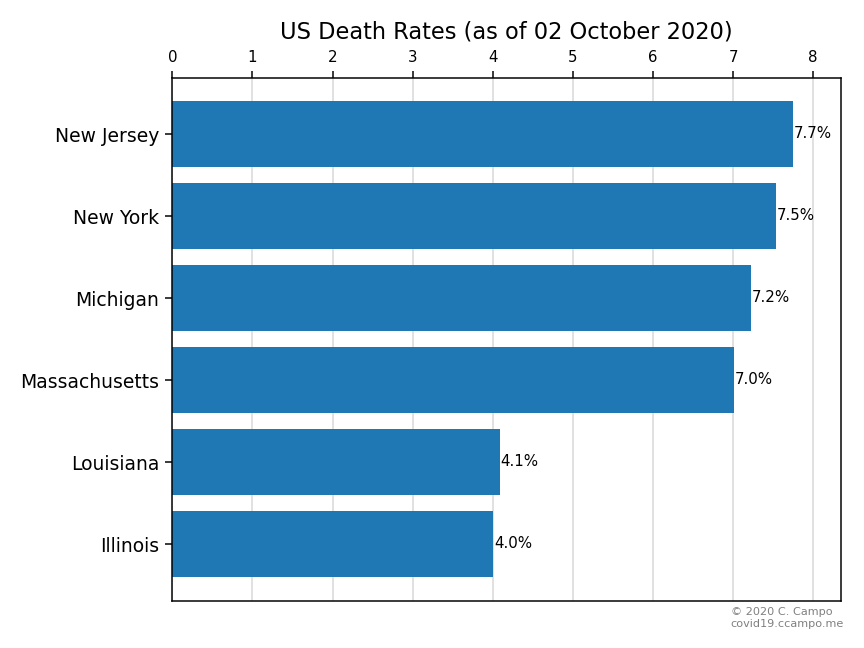 US Death Rates (as of 02 October 2020)
0 1 2 3 4 5 6 7 8
New Jersey 7.7%
New York 7.5%
Michigan 7.2%
Massachusetts 7.0%
Louisiana 4.1%
Illinois 4.0%
© 2020 C. Campo
covid19.ccampo.me